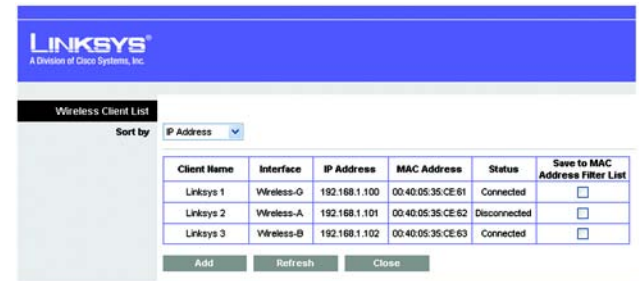 LINKSYS®
A Division of Cisco Systems, Inc.
Wireless Client List
Sort by IP Address
Client Name Interface IP Address MAC Address Status Save to MAC Address Filter List
Linksys 1 Wireless-G 192.168.1.100 00:40:05:35:CE:61 Connected
Linksys 2 Wireless-A 192.168.1.101 00:40:05:35:CE:62 Disconnected
Linksys 3 Wireless-B 192.168.1.102 00:40:05:35:CE:63 Connected
Add Refresh Close